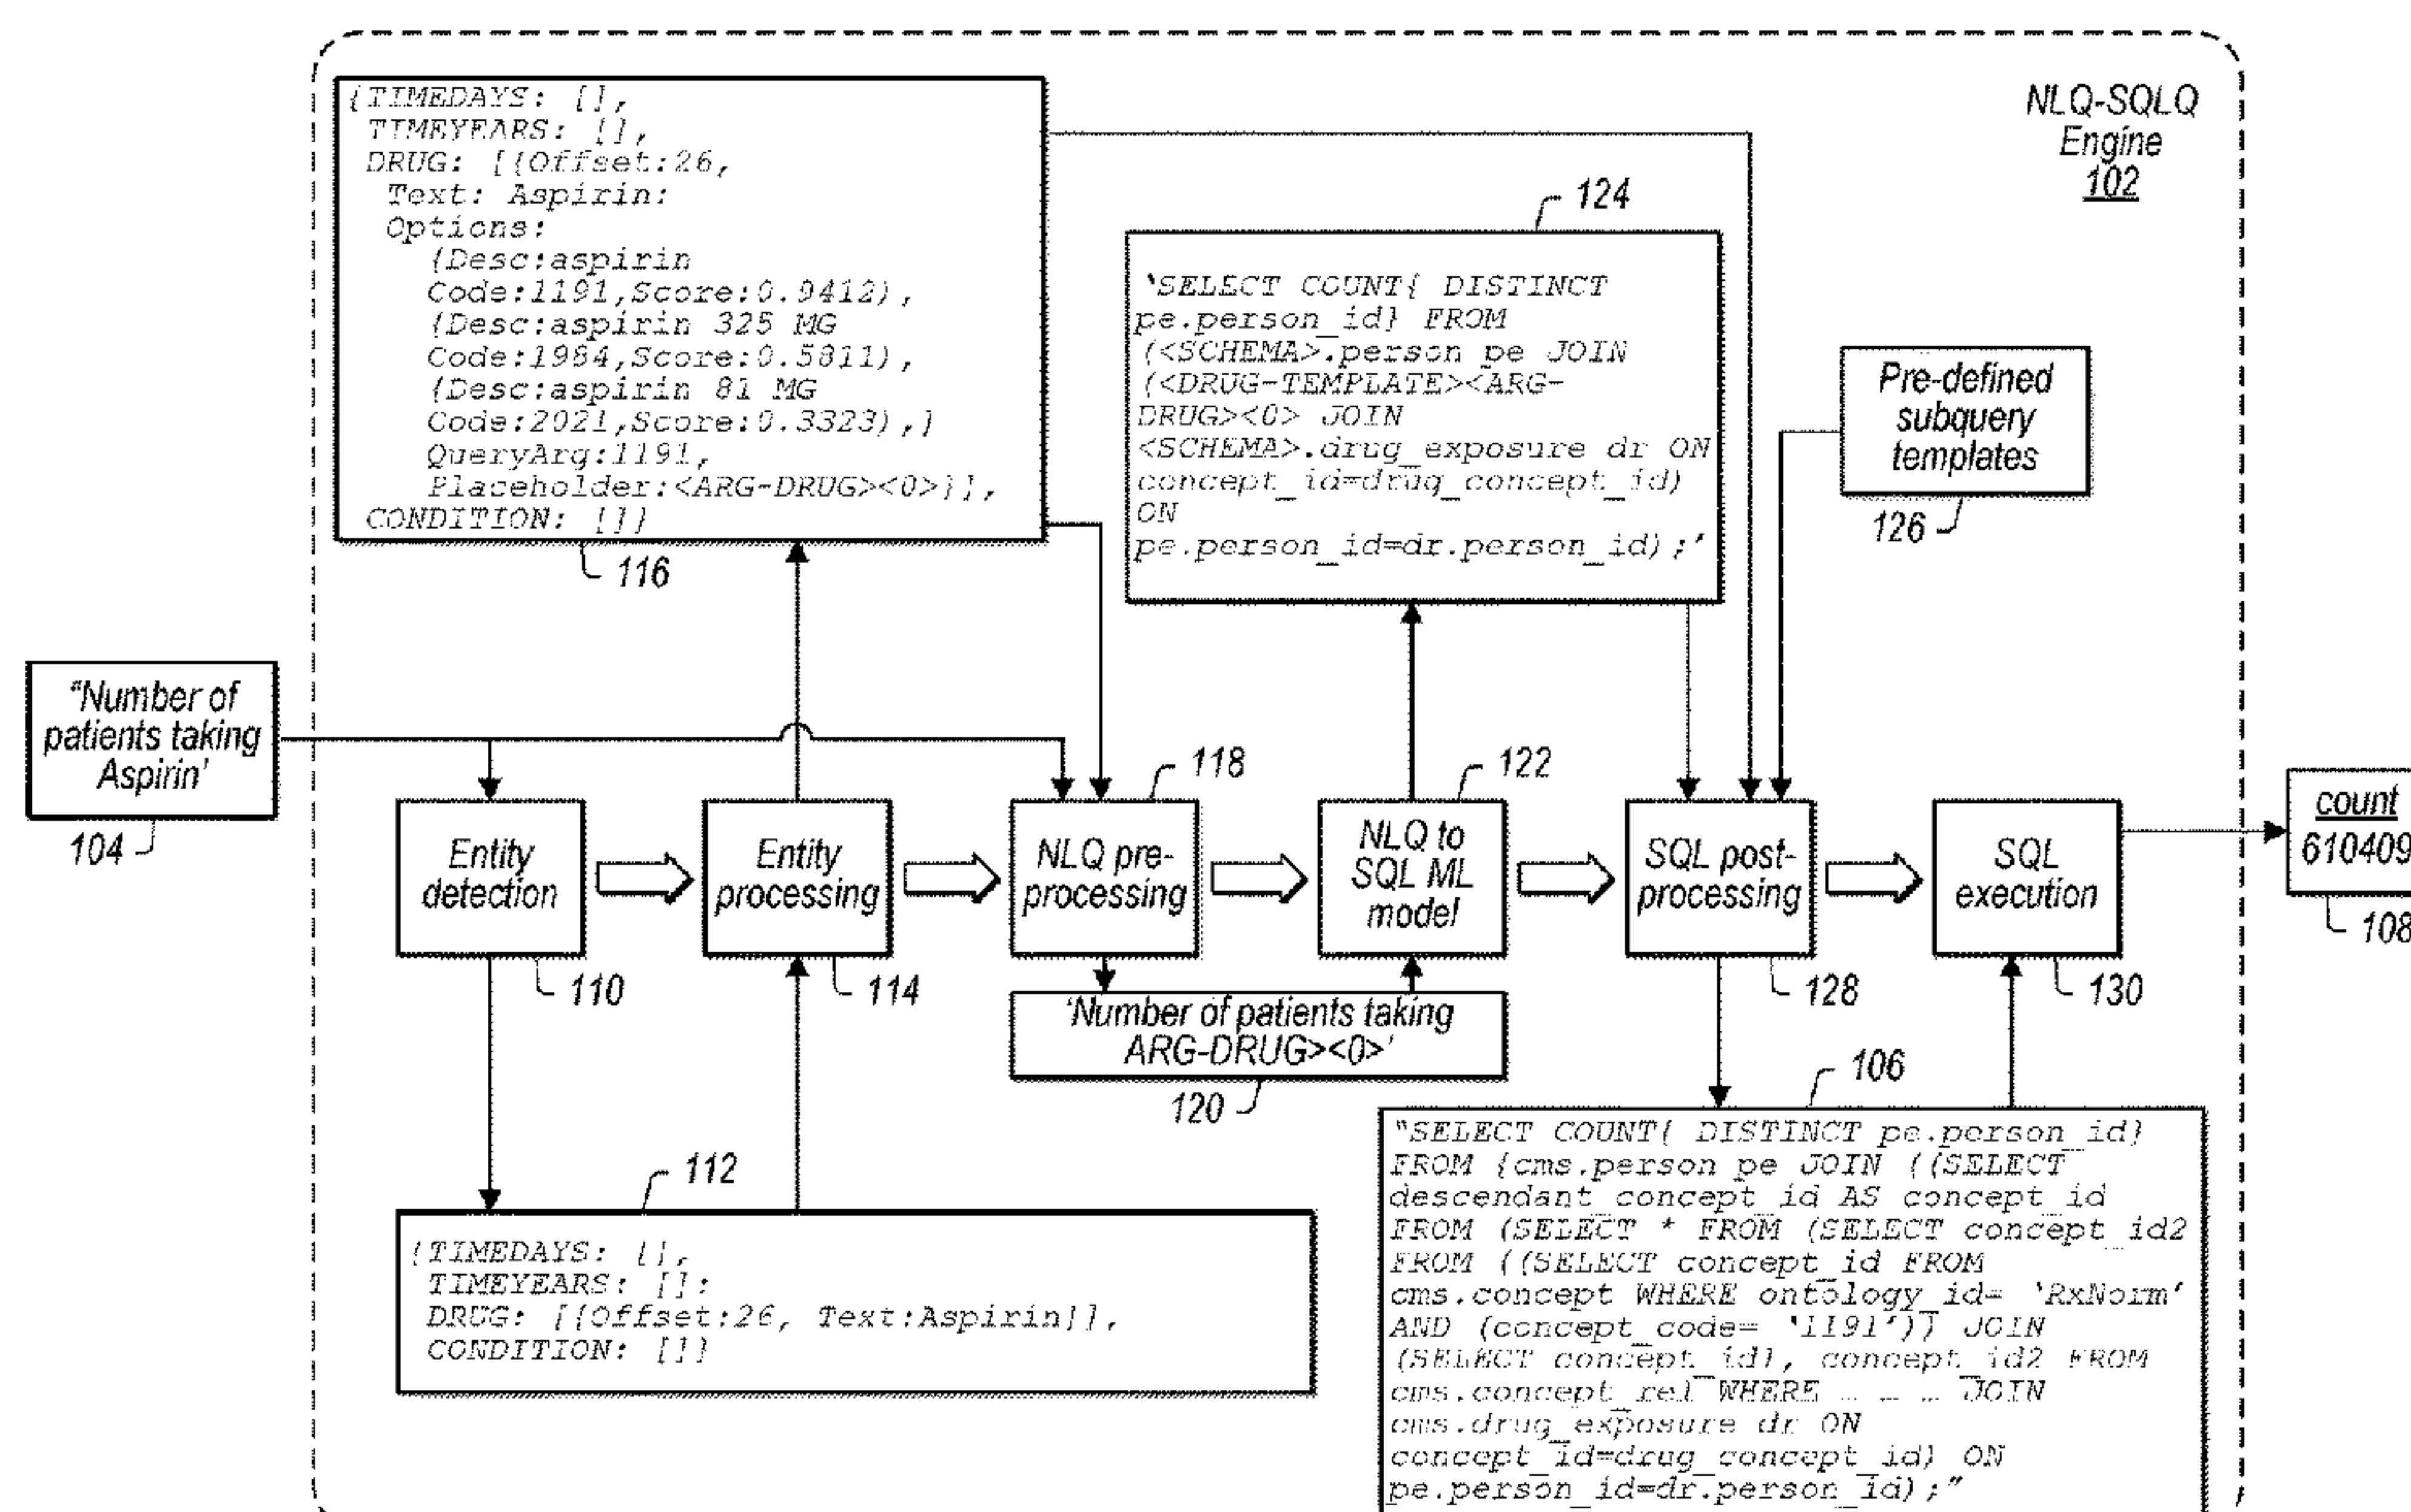 {TIMEDAYS: [],
TIMEYEARS: [],
DRUG: [{Offset:26,
Text: Aspirin:
Options:
{Desc:aspirin
Code:1191,Score:0.9412),
{Desc:aspirin 325 MG
Code:1984,Score:0.5811),
{Desc:aspirin 81 MG
Code:2021,Score:0.3323),]
QueryArg:1191,
Placeholder:<ARG-DRUG><0>}],
CONDITION: []}
116
NLQ-SQLQ
Engine
102
124
‘SELECT COUNT{ DISTINCT
pe.person_id} FROM
(<SCHEMA>.person pe JOIN
(<DRUG-TEMPLATE><ARG-
DRUG><0> JOIN
<SCHEMA>.drug_exposure dr ON
concept_id=drug_concept_id)
ON
pe.person_id=dr.person_id);’
Pre-defined
subquery
templates
126
“Number of
patients taking
Aspirin’
104
118
122
Entity
detection
110
Entity
processing
114
NLQ pre-
processing
NLQ to
SQL ML
model
SQL post-
processing
128
SQL
execution
130
count
610409
108
‘Number of patients taking
ARG-DRUG><0>’
120
112
{TIMEDAYS: [],
TIMEYEARS: []:
DRUG: [{Offset:26, Text:Aspirin}],
CONDITION: []}
106
“SELECT COUNT( DISTINCT pe.person_id}
FROM {cms.person pe JOIN ((SELECT
descendant_concept_id AS concept_id
FROM (SELECT * FROM (SELECT concept_id2
FROM ((SELECT concept_id FROM
cms.concept WHERE ontology_id= ‘RxNorm’
AND (concept_code= ‘1191’)) JOIN
(SELECT concept_id1, concept_id2 FROM
cms.concept_rel WHERE … … … JOIN
cms.drug_exposure dr ON
concept_id=drug_concept_id) ON
pe.person_id=dr.person_id);”